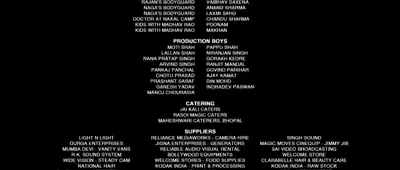 RAJAN'S BODYGUARD VAIBHAV SAXENA
NAGA'S BODYGUARD ANAND SHARMA
NAGA'S BODYGUARD LAXMI SAHU
DOCTOR AT NAXAL CAMP CHANDU SHARMA
KIDS WITH MADHAV RAO POONAM
KIDS WITH MADHAV RAO MAKHAN
PRODUCTION BOYS
MOTI SHAH PAPPU SHAH
LALLAN SHAH NIRANJAN SINGH
RANA PRATAP SINGH GORAKH KEDRE
ARVIND SINGH RANJIT MANDAL
PANKAJ PANCHAL GOVIND PARIHAR
CHOTU PRASAD AJAY KAMAT
PRASHANT SARAF DIN MOHD
GANESH YADAV INDRADEV PASWAN
MANOJ CHOURASIA
CATERING
JAI KALI CATERS
RASOI MAGIC CATERS
MAHESHWARI CATERERS, BHOPAL
SUPPLIERS
LIGHT N LIGHT RELIANCE MEDIAWORKS - CAMERA HIRE SINGH SOUND
DURGA ENTERPRISES JIGNA ENTERPRISES - GENERATORS MAGIC MOVES CINEQUIP - JIMMY JIB
MUMBA DEVI - VANITY VANS RELIABLE AUDIO VISUAL RENTAL SAI VIDEO BROADCASTING
R.K. SOUND SYSTEM BOLLYWOOD EQUIPMENTS WELCOME STORE
WIDE VISION - STEADY CAM WELCOME STORES - FOOD SUPPLIES CLARABELLE HAIR & BEAUTY CARE
NATIONAL HAIR KODAK INDIA - PRINT & PROCESSING KODAK INDIA - RAW STOCK